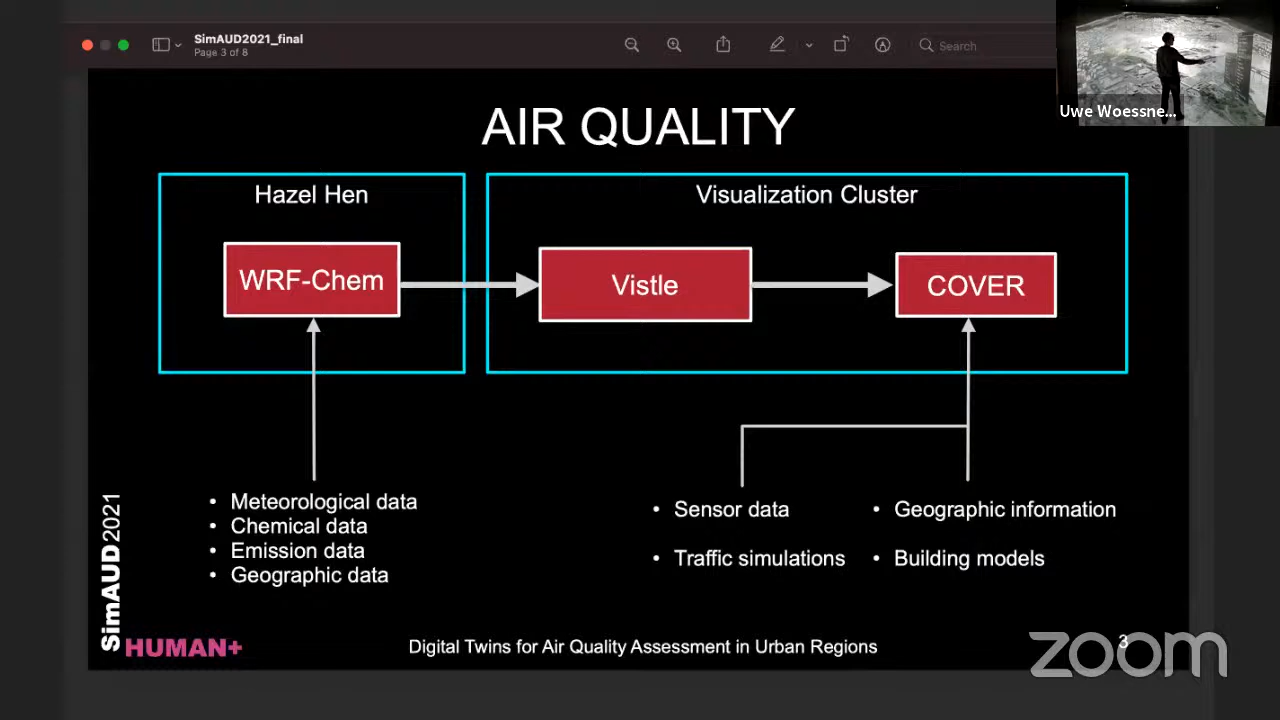 SimAUD2021_final
Page 3 of 8
Search
Uwe Woessne...
AIR QUALITY
Hazel Hen
Visualization Cluster
WRF-Chem
Vistle
COVER
• Meteorological data
• Chemical data
• Emission data
• Geographic data
• Sensor data
• Traffic simulations
• Geographic information
• Building models
SimAUD2021
HUMAN+
Digital Twins for Air Quality Assessment in Urban Regions
3
zoom